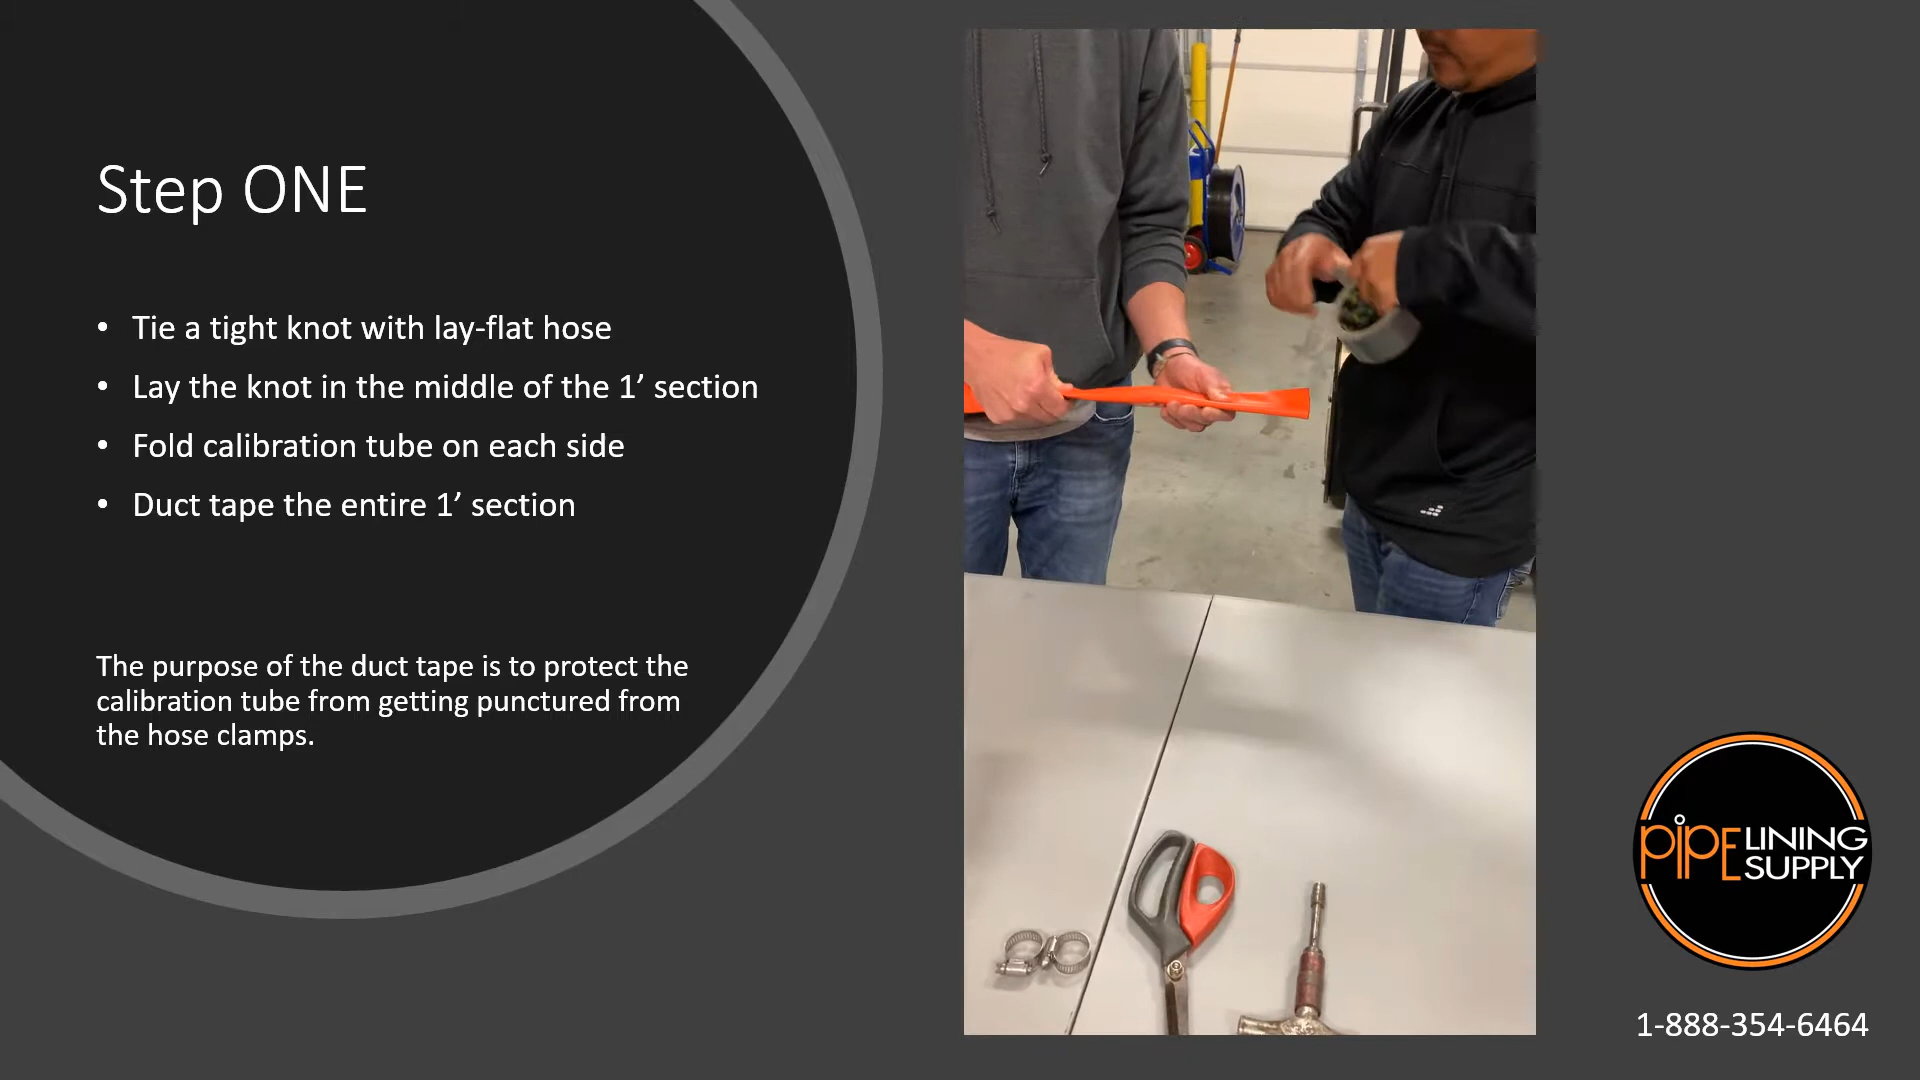 Step ONE
• Tie a tight knot with lay-flat hose
• Lay the knot in the middle of the 1’ section
• Fold calibration tube on each side
• Duct tape the entire 1’ section
The purpose of the duct tape is to protect the
calibration tube from getting punctured from
the hose clamps.
PiPE LINING
SUPPLY
1-888-354-6464